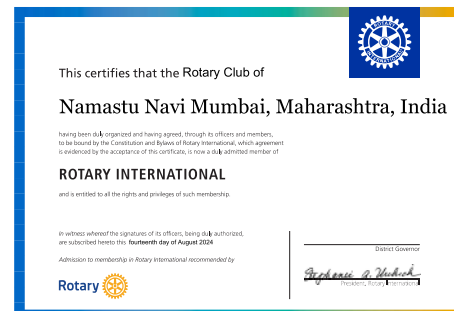 ROTARY
INTERNATIONAL
This certifies that the Rotary Club of
Namastu Navi Mumbai, Maharashtra, India
having been duly organized and having agreed, through its officers and members,
to be bound by the Constitution and Bylaws of Rotary International, which agreement
is evidenced by the acceptance of this certificate, is now a duly admitted member of
ROTARY INTERNATIONAL
and is entitled to all the rights and privileges of such membership.
In witness whereof the signatures of its officers, being duly authorized,
are subscribed hereto this fourteenth day of August 2024
Admission to membership in Rotary International recommended by
Rotary
District Governor
Stephanie A. Urchick
President, Rotary International